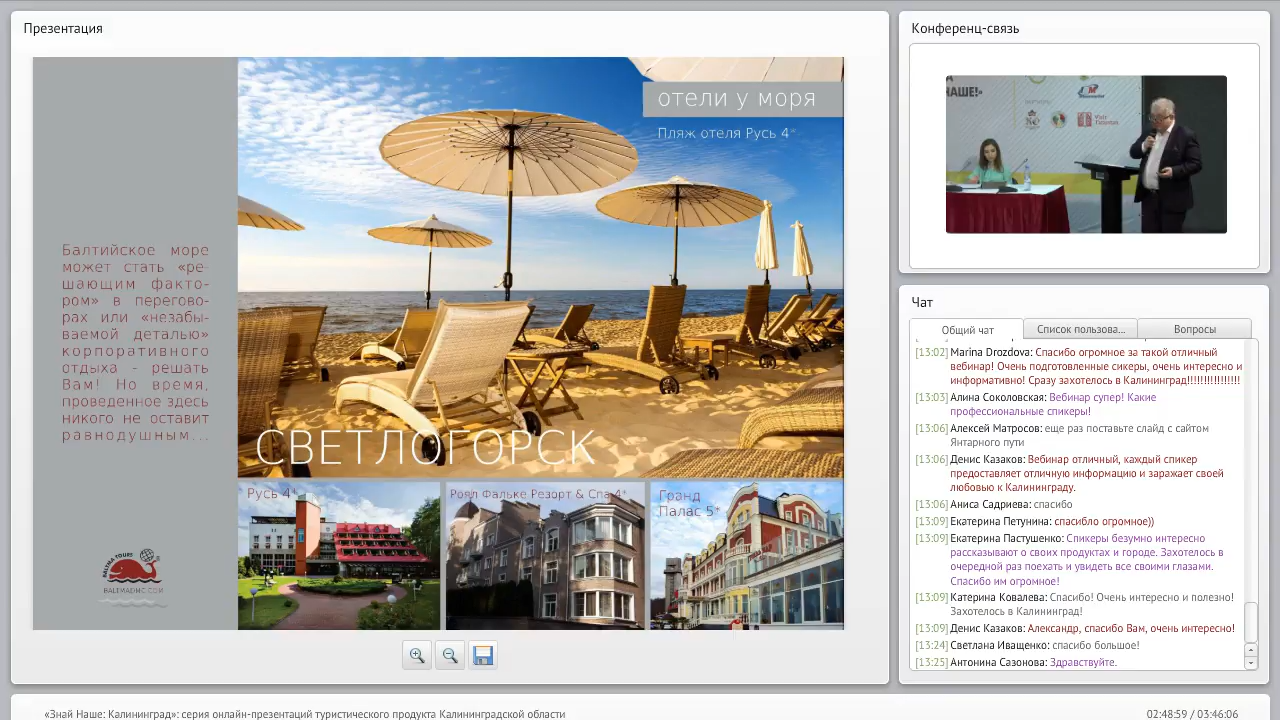 Презентация
отели у моря
Пляж отеля Русь 4*
Балтийское море
может стать «ре-
шающим факто-
ром» в перегово-
рах или «незабы-
ваемой деталью»
корпоративного
отдыха - решать
Вам! Но время,
проведенное здесь
никого не оставит
равнодушным...
СВЕТЛОГОРСК
Русь 4*
Роял Фальке Резорт & Спа 4*
Гранд
Палас 5*
BALTMA TOURS
BALTMADMC.COM
Конференц-связь
НАШЕ!»
Чат
Общий чат
Список пользова...
Вопросы
[13:02] Marina Drozdova: Спасибо огромное за такой отличный
вебинар! Очень подготовленные сикеры, очень интересно и
информативно! Сразу захотелось в Калининград!!!!!!!!!!!!!!!!
[13:03] Алина Соколовская: Вебинар супер! Какие
профессиональные спикеры!
[13:06] Алексей Матросов: еще раз поставьте слайд с сайтом
Янтарного пути
[13:06] Денис Казаков: Вебинар отличный, каждый спикер
предоставляет отличную информацию и заражает своей
любовью к Калининграду.
[13:06] Аниса Садриева: спасибо
[13:09] Екатерина Петунина: спасибло огромное))
[13:09] Екатерина Пастушенко: Спикеры безумно интересно
рассказывают о своих продуктах и городе. Захотелось в
очередной раз поехать и увидеть все своими глазами.
Спасибо им огромное!
[13:09] Катерина Ковалева: Спасибо! Очень интересно и полезно!
Захотелось в Калининград!
[13:09] Денис Казаков: Александр, спасибо Вам, очень интересно!
[13:24] Светлана Иващенко: спасибо большое!
[13:25] Антонина Сазонова: Здравствуйте.
«Знай Наше: Калининград»: серия онлайн-презентаций туристического продукта Калининградской области
02:48:59 / 03:46:06